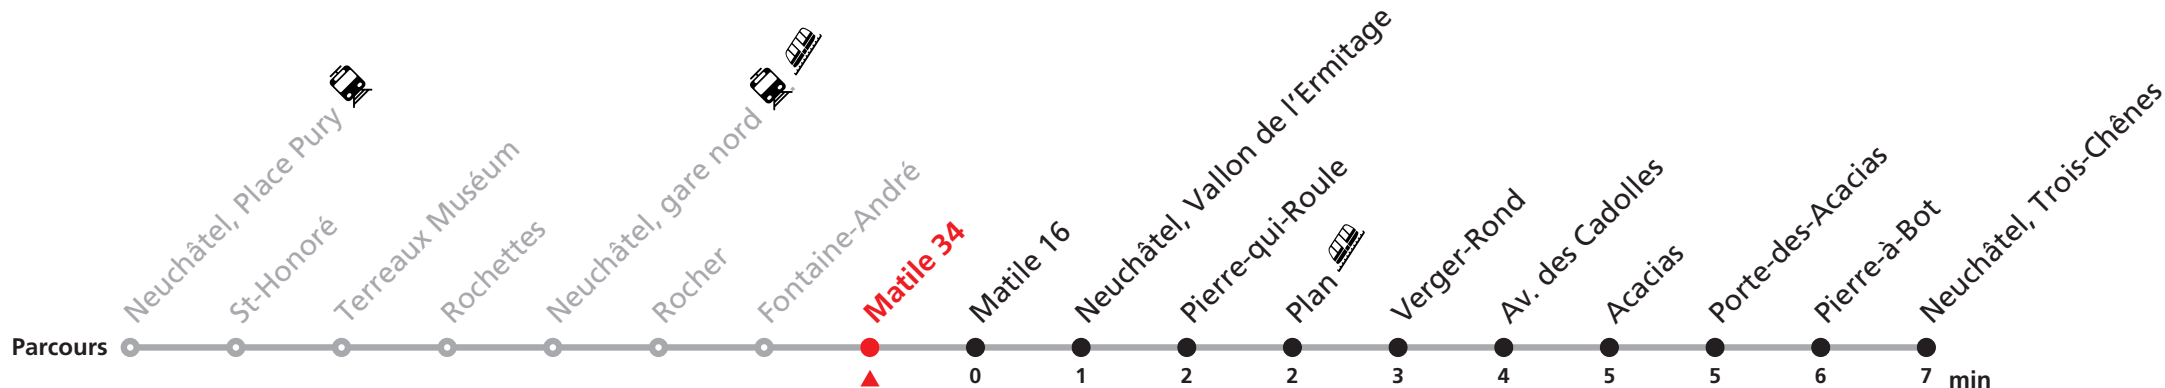 Neuchâtel, Place Pury
St-Honoré
Terreaux Muséum
Rochettes
Neuchâtel, gare nord
Rocher
Fontaine-André
Matile 34
Matile 16
Neuchâtel, Vallon de l'Ermitage
Pierre-qui-Roule
Plan
Verger-Rond
Av. des Cadolles
Acacias
Porte-des-Acacias
Pierre-à-Bot
Neuchâtel, Trois-Chênes
Parcours
0 1 2 2 3 4 5 5 6 7 min